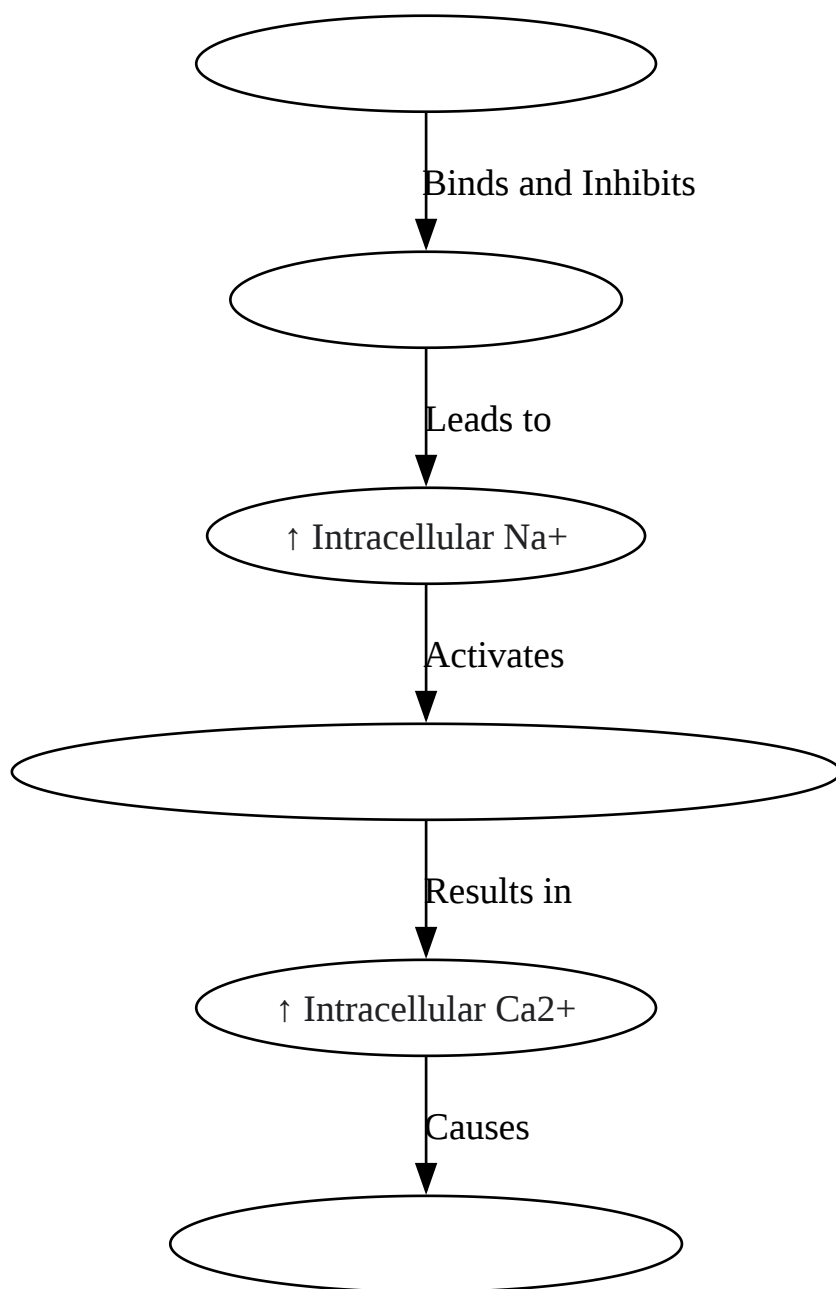 Binds and Inhibits
Leads to
↑ Intracellular Na+
Activates
Results in
↑ Intracellular Ca2+
Causes